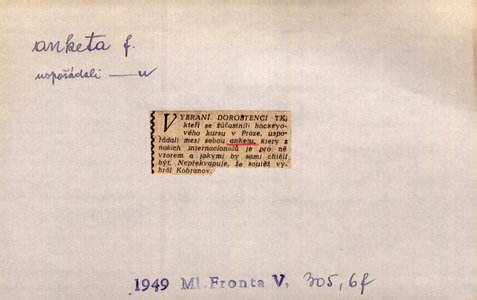 anketa f.
uspořádali — u
VYBRANÍ DOROSTENCI TK,
kteří se zúčastnili hockeyo-
vého kursu v Praze, uspo-
řádali mezi sebou anketu, který z
našich internacionálů je pro ně
vzorem a jakými by sami chtěli
být. Nepřekvapuje, že soutěž vy-
hrál Kobranov.
1949 Ml. Fronta V, 305, 6f